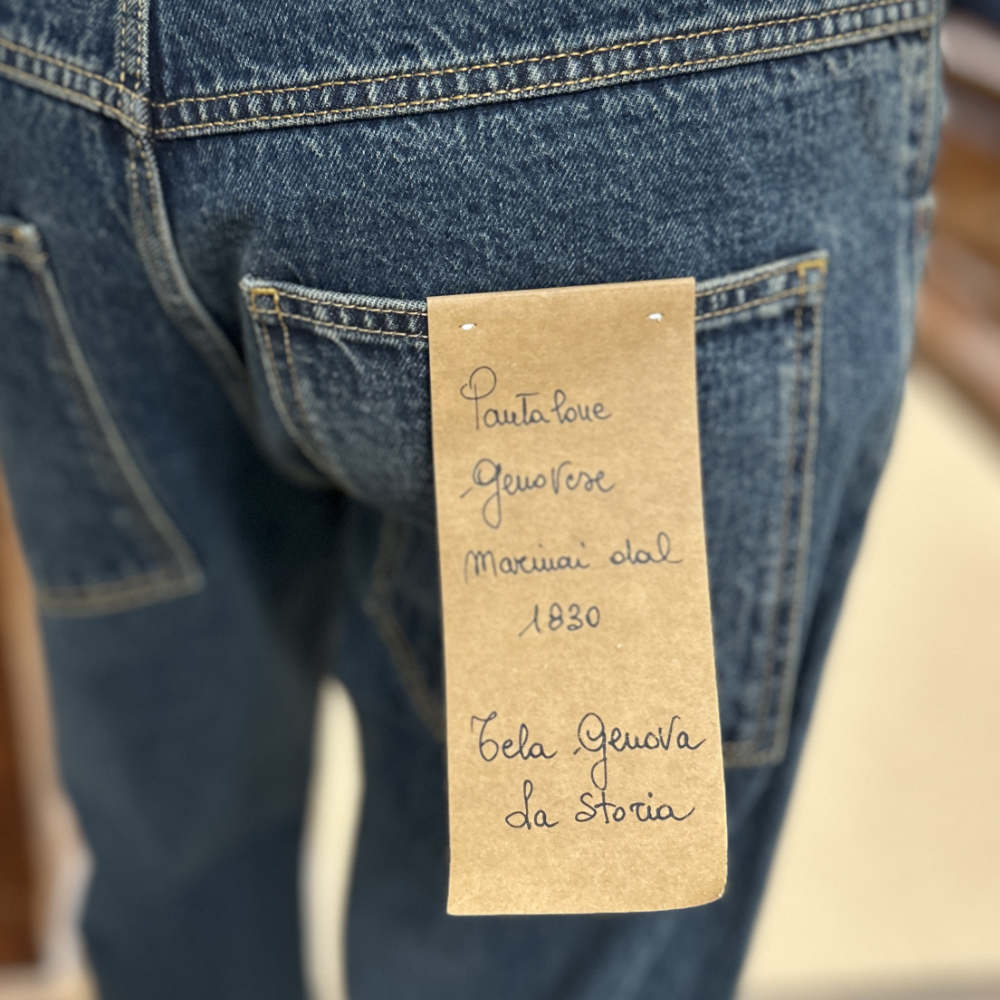 Pantalone
Genovese
Marinai dal
1830
Tela Genova
La storia